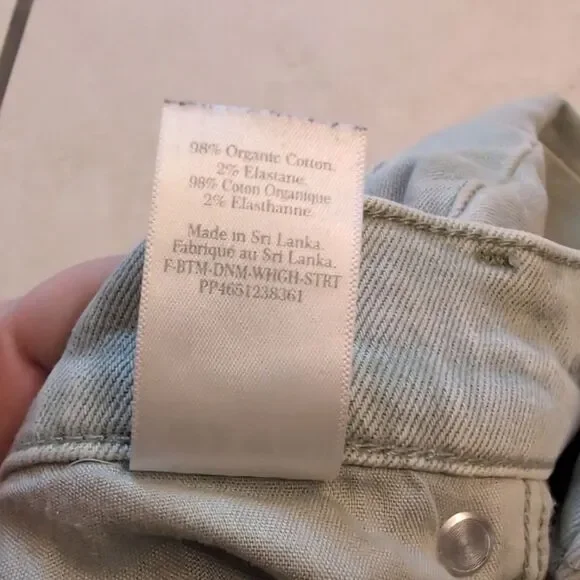 98% Organic Cotton.
2% Elastane.
98% Coton Organique
2% Elasthanne.
Made in Sri Lanka.
Fabriqué au Sri Lanka.
F-BTM-DNM-WHGH-STRT
PP4651238361